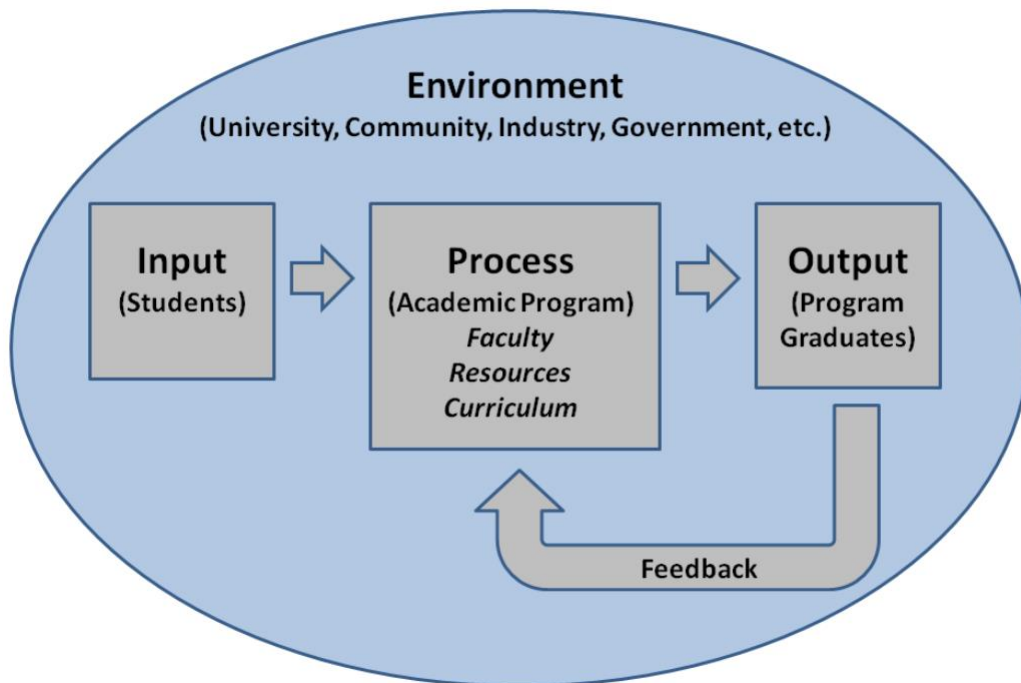 Environment
(University, Community, Industry, Government, etc.)
Input
(Students)
Process
(Academic Program)
Faculty
Resources
Curriculum
Output
(Program
Graduates)
Feedback